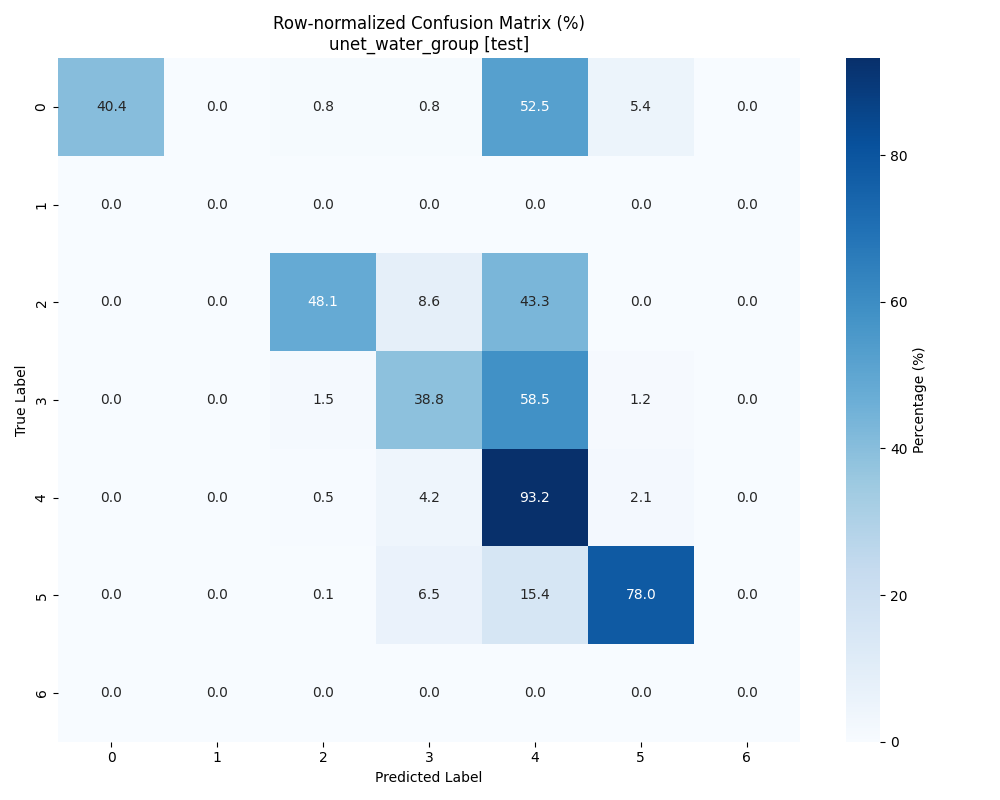 Row-normalized Confusion Matrix (%)
unet_water_group [test]
True Label
0 40.4 0.0 0.8 0.8 52.5 5.4 0.0
1 0.0 0.0 0.0 0.0 0.0 0.0 0.0
2 0.0 0.0 48.1 8.6 43.3 0.0 0.0
3 0.0 0.0 1.5 38.8 58.5 1.2 0.0
4 0.0 0.0 0.5 4.2 93.2 2.1 0.0
5 0.0 0.0 0.1 6.5 15.4 78.0 0.0
6 0.0 0.0 0.0 0.0 0.0 0.0 0.0
0 1 2 3 4 5 6
Predicted Label
80
60
40
20
0
Percentage (%)